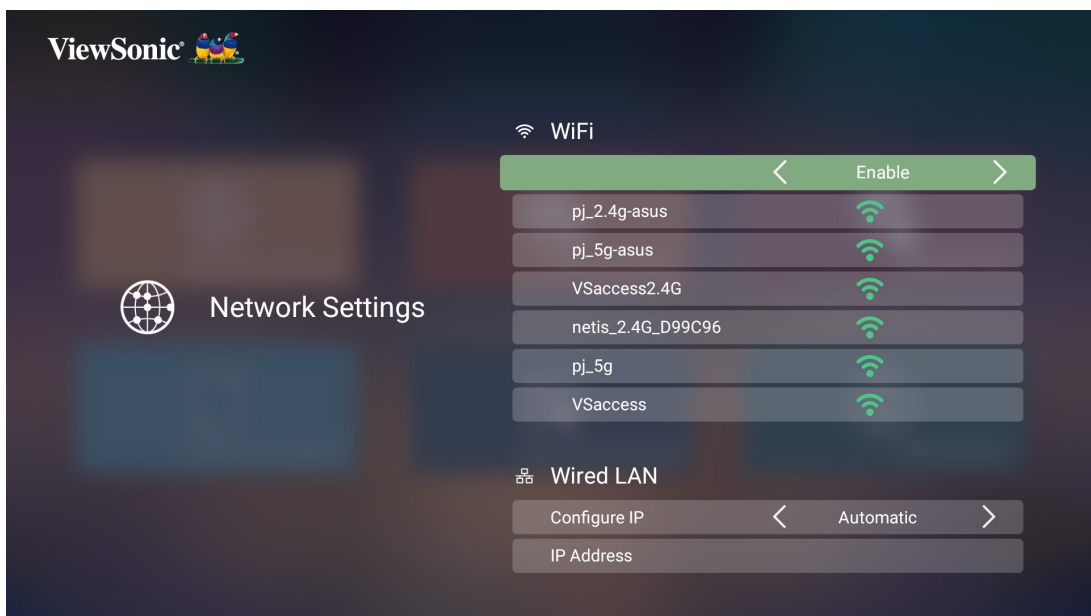 ViewSonic®
WiFi
Enable
pj_2.4g-asus
pj_5g-asus
VSaccess2.4G
Network Settings
netis_2.4G_D99C96
pj_5g
VSaccess
Wired LAN
Configure IP Automatic
IP Address